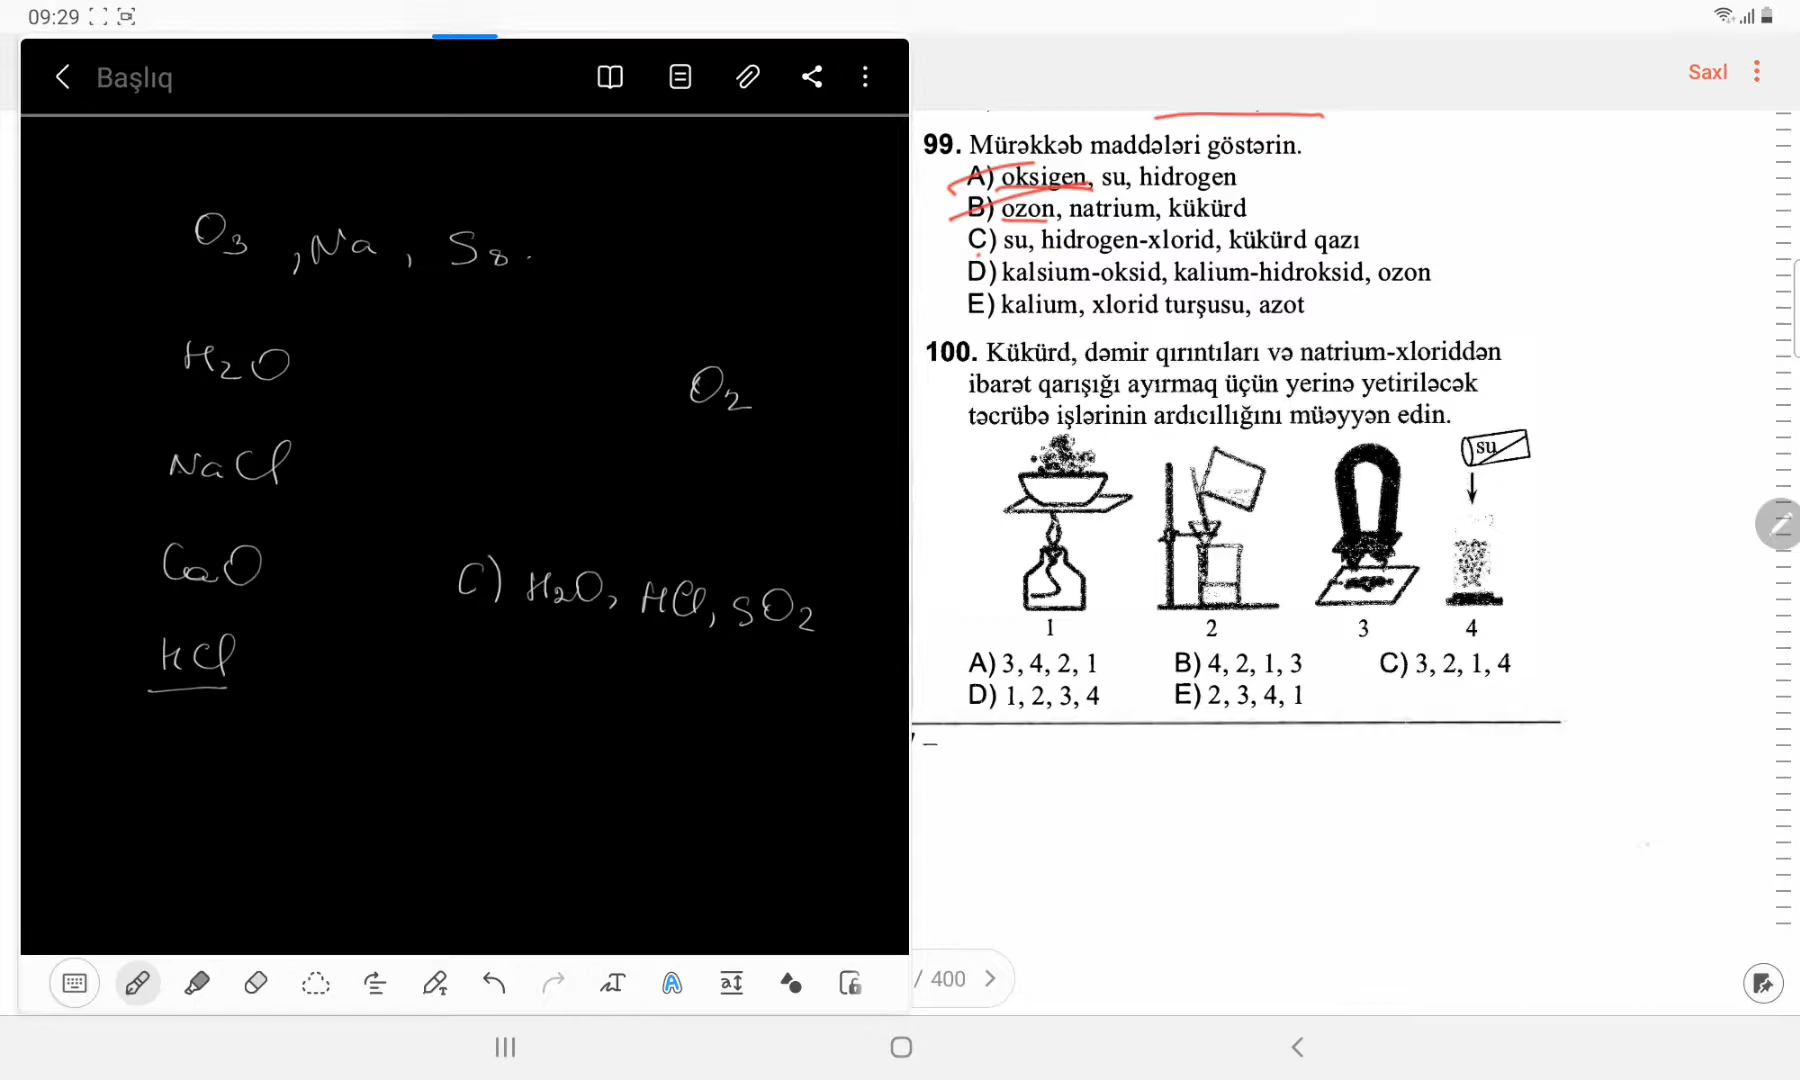 09:29
Başlıq
O3, Na, S8.
H2O
O2
NaCl
CaO
C) H2O, HCl, SO2
HCl
Saxl
99. Mürəkkəb maddələri göstərin.
A) oksigen, su, hidrogen
B) ozon, natrium, kükürd
C) su, hidrogen-xlorid, kükürd qazı
D) kalsium-oksid, kalium-hidroksid, ozon
E) kalium, xlorid turşusu, azot
100. Kükürd, dəmir qırıntıları və natrium-xloriddən
ibarət qarışığı ayırmaq üçün yerinə yetiriləcək
təcrübə işlərinin ardıcıllığını müəyyən edin.
su
1 2 3 4
A) 3, 4, 2, 1 B) 4, 2, 1, 3 C) 3, 2, 1, 4
D) 1, 2, 3, 4 E) 2, 3, 4, 1
/ 400